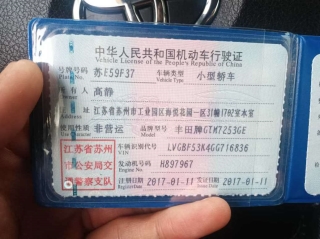 中华人民共和国机动车行驶证
Vehicle License of the People's Republic of China
号牌号码 苏E59F37 车辆类型 小型轿车
Plate No. Vehicle Type
所有人 高静
Owner
住址 江苏省苏州市工业园区海悦花园一区31幢1702室本室
Address
使用性质 非营运 品牌型号 丰田牌GTM7253GE
Use Character Model
江苏省苏州
市公安局交
通警察支队
车辆识别代号 LVGBF53K4GG716836
VIN
发动机号码 H897967
Engine No.
注册日期 2017-01-11 发证日期 2017-01-11
Register Date Issue Date